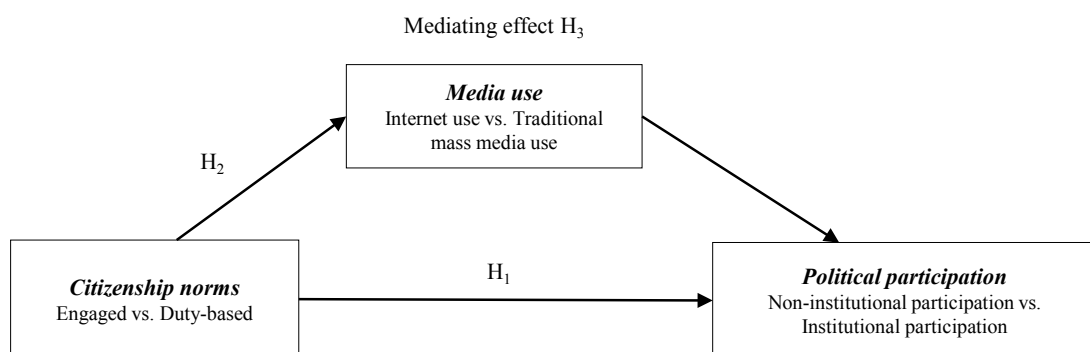 Mediating effect H3
Media use
Internet use vs. Traditional
mass media use
H2
Citizenship norms
Engaged vs. Duty-based
H1
Political participation
Non-institutional participation vs.
Institutional participation